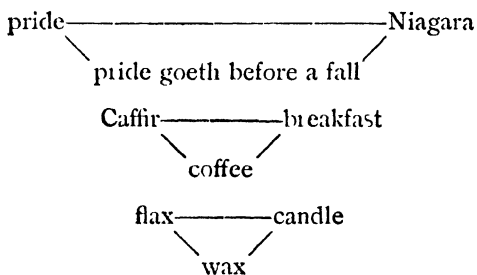 pride Niagara
pride goeth before a fall
Caffir breakfast
coffee
flax candle
wax